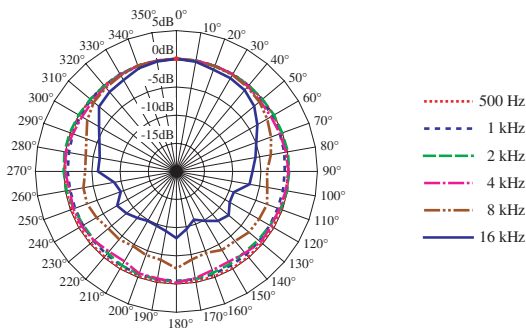 350° 0° 10°
340° 5dB 20°
330° 30°
320° 0dB 40°
310° -5dB 50°
300° -10dB 60°
290° -15dB 70°
280° 80°
270° 90°
260° 100°
250° 110°
240° 120°
230° 130°
220° 140°
210° 150°
200° 160°
190° 180° 170°
500 Hz
1 kHz
2 kHz
4 kHz
8 kHz
16 kHz